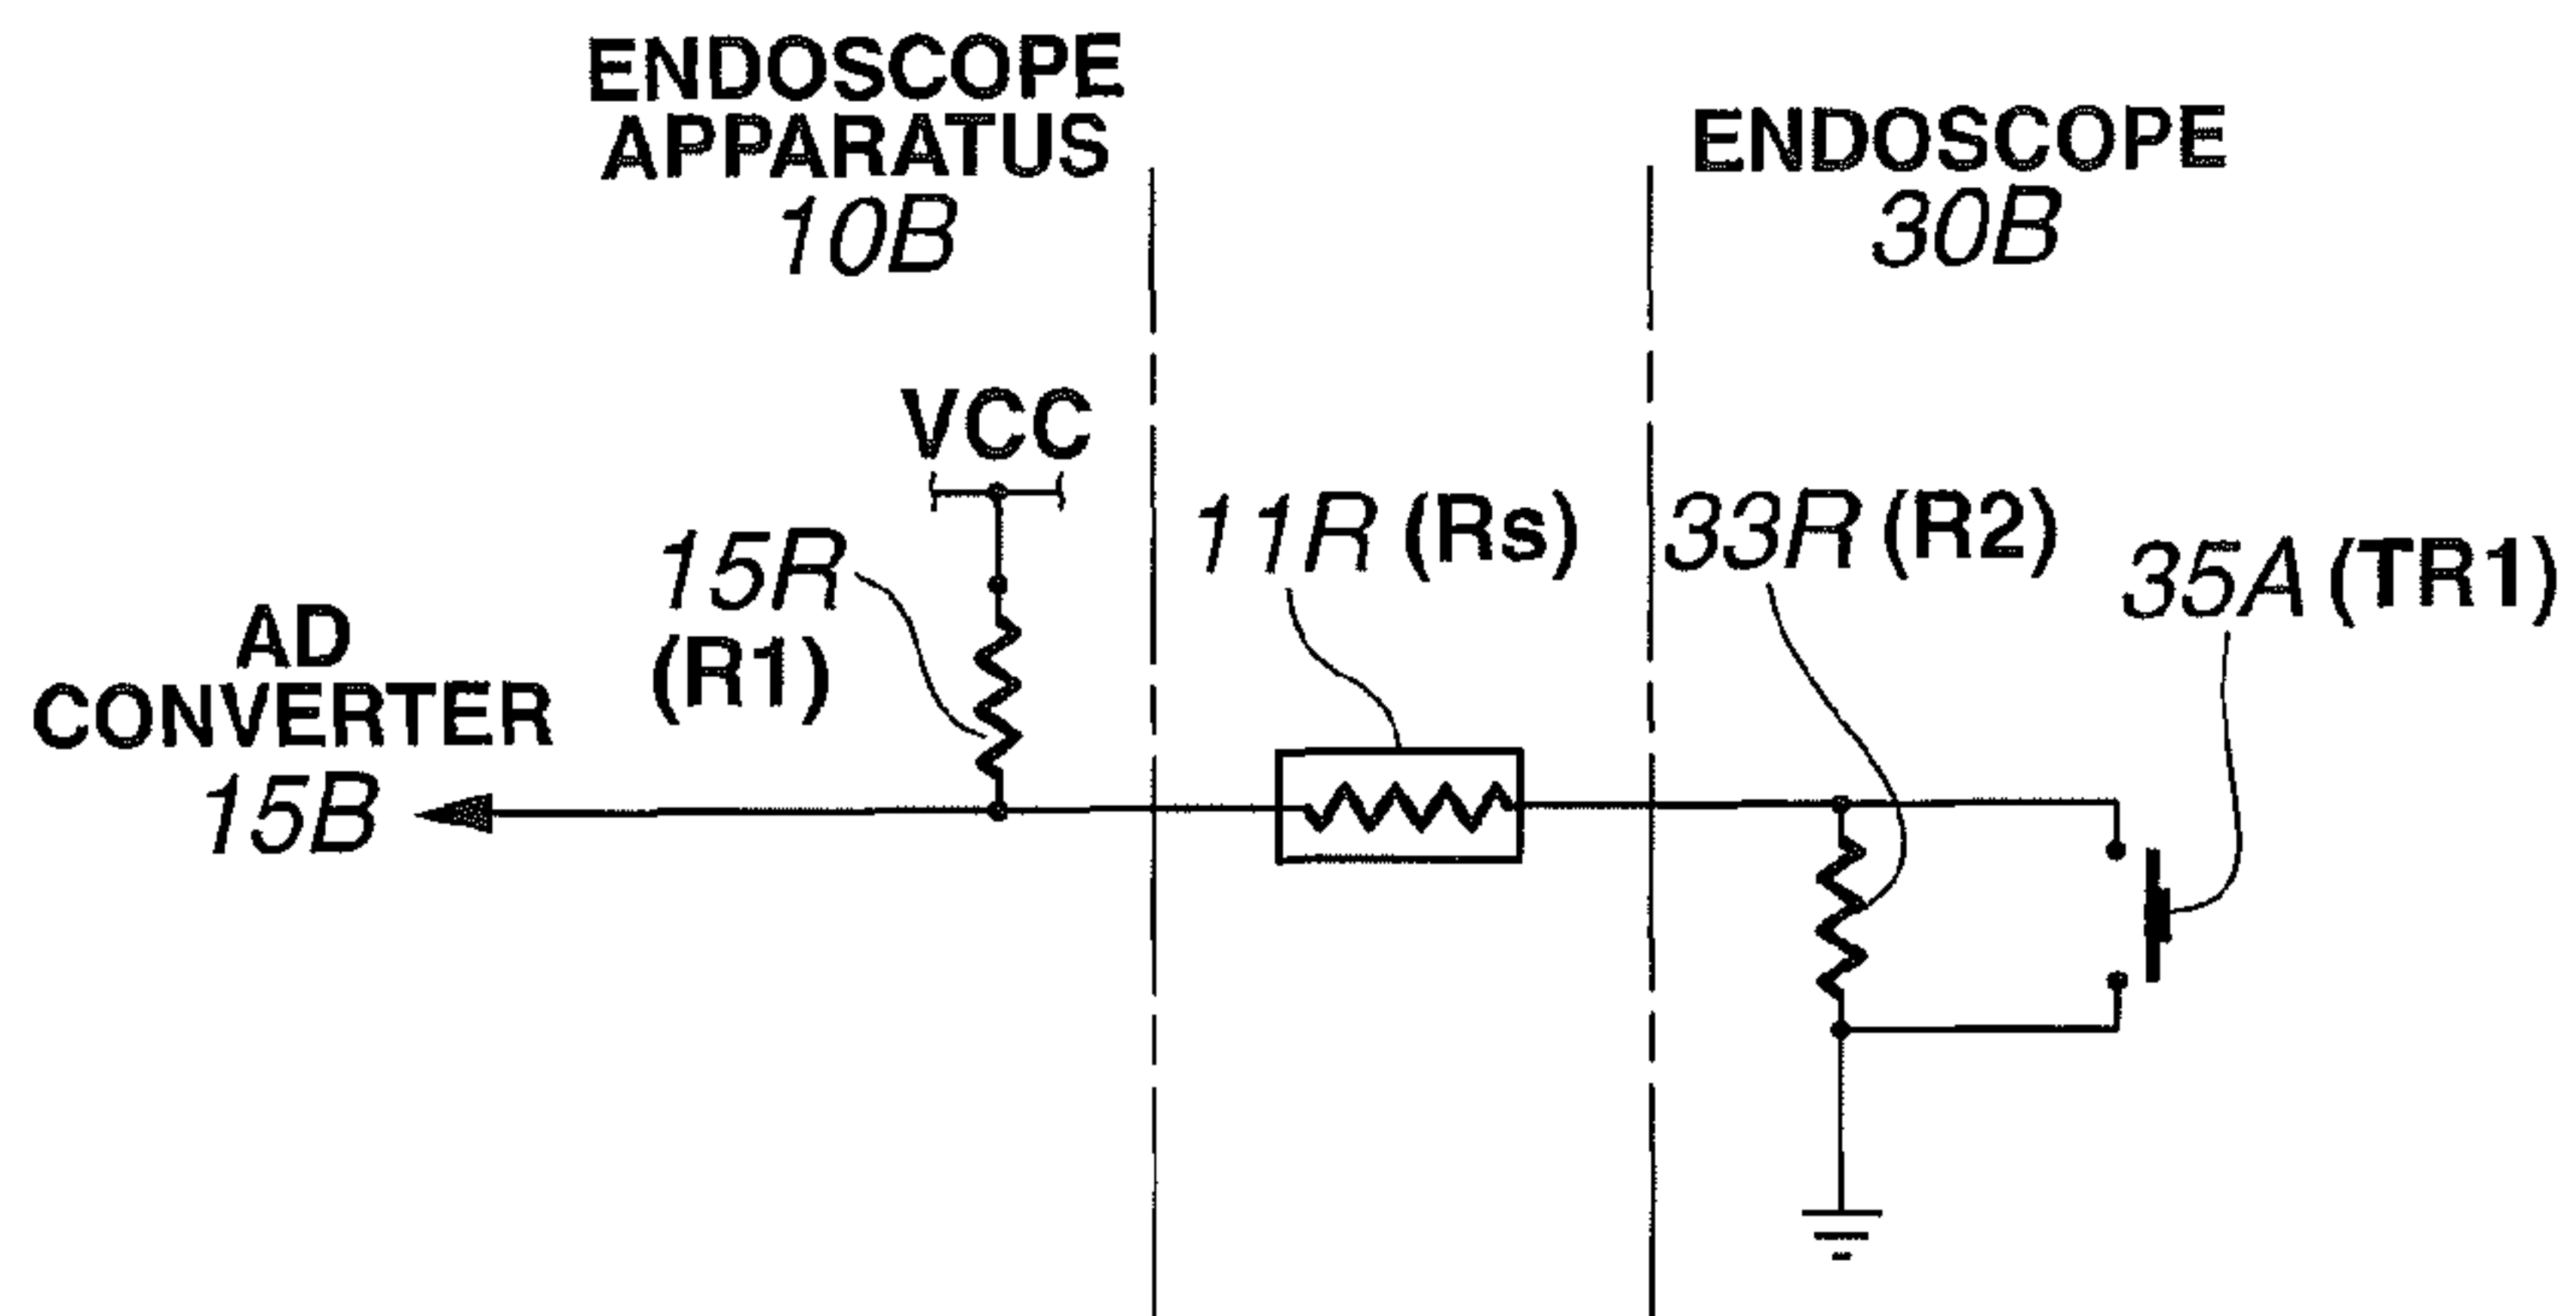 ENDOSCOPE
APPARATUS
10B
ENDOSCOPE
30B
VCC
15R
(R1)
11R (Rs)
33R (R2)
35A (TR1)
AD
CONVERTER
15B